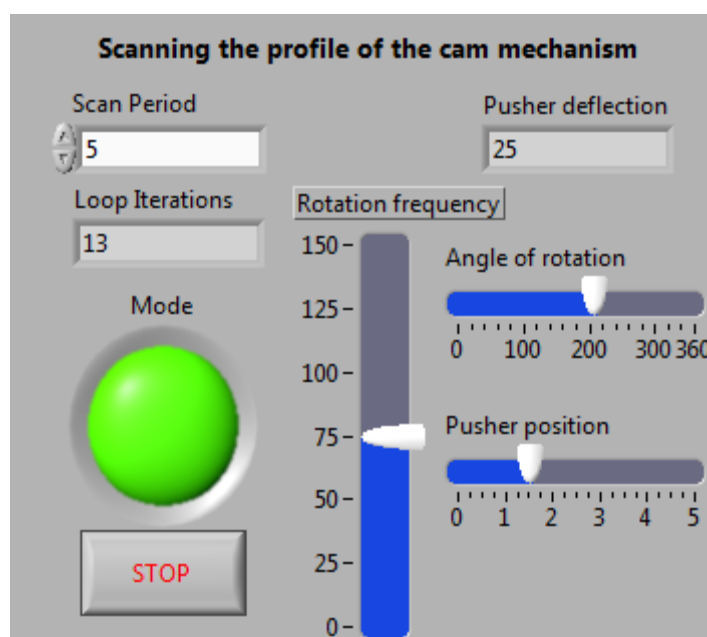 Scanning the profile of the cam mechanism
Scan Period
5
Pusher deflection
25
Loop Iterations
13
Rotation frequency
150
125
100
75
50
25
0
Angle of rotation
0 100 200 300 360
Mode
Pusher position
0 1 2 3 4 5
STOP